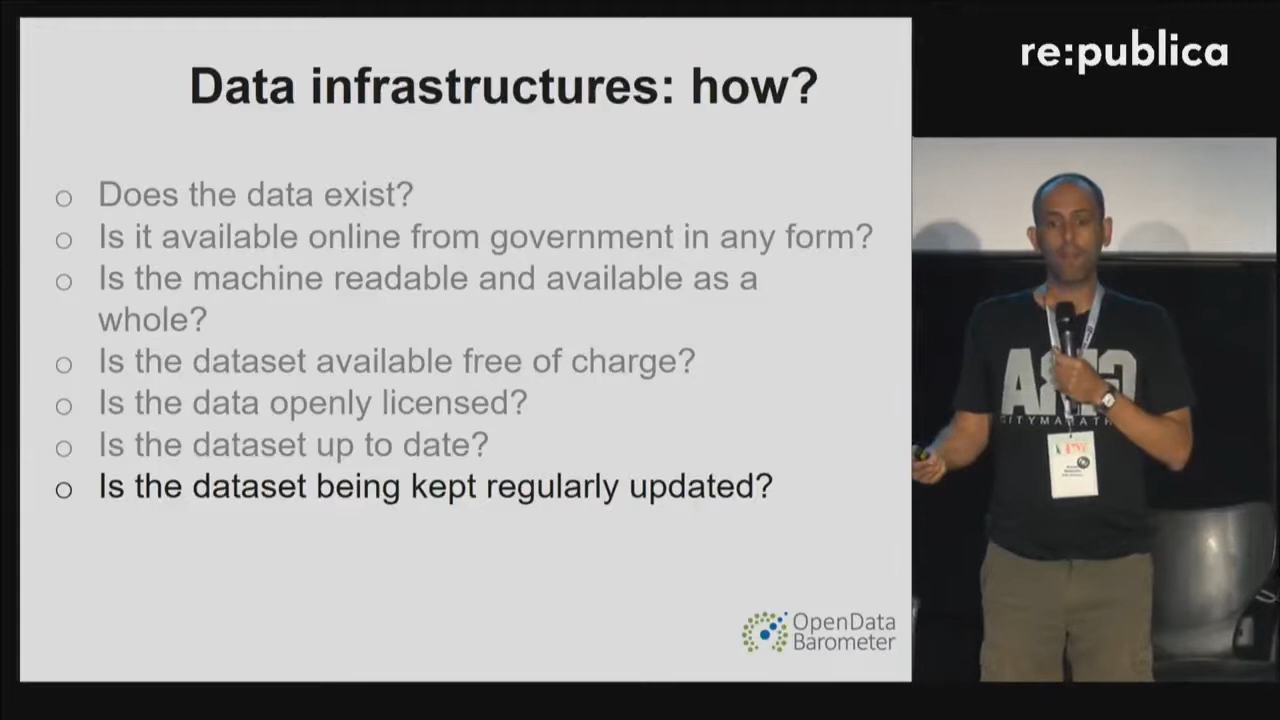 re:publica
Data infrastructures: how?
Does the data exist?
Is it available online from government in any form?
Is the machine readable and available as a
whole?
Is the dataset available free of charge?
Is the data openly licensed?
Is the dataset up to date?
Is the dataset being kept regularly updated?
OpenData
Barometer